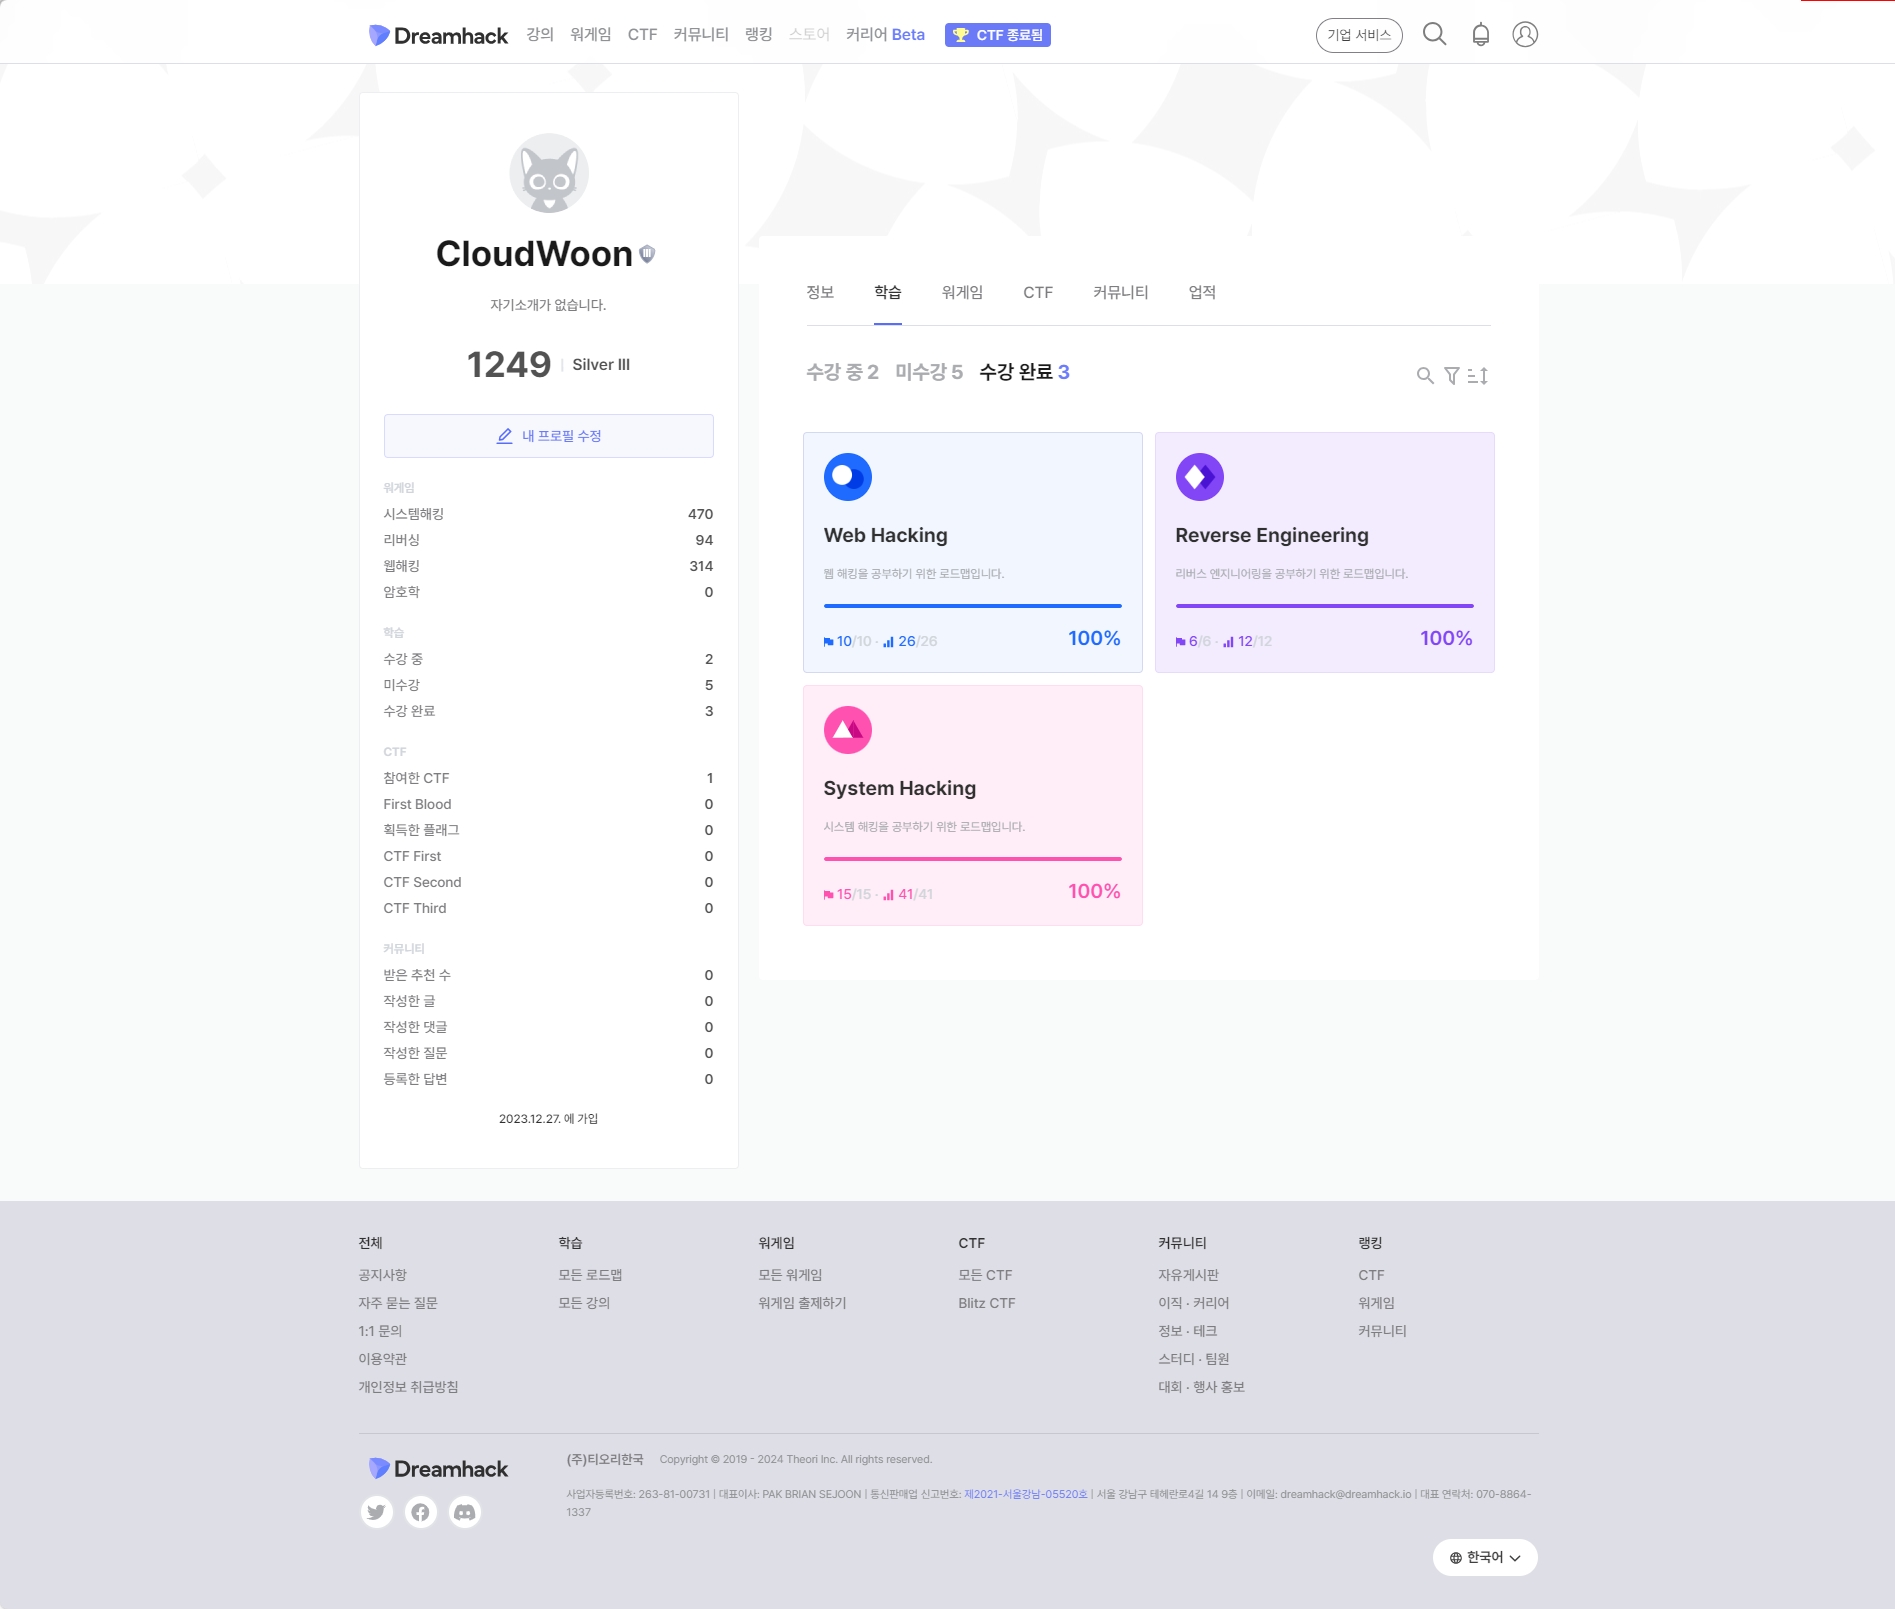 Dreamhack 강의 워게임 CTF 커뮤니티 랭킹 스토어 커리어 Beta CTF 종료됨 기업 서비스
CloudWoon
자기소개가 없습니다.
1249 Silver III
내 프로필 수정
워게임
시스템해킹 470
리버싱 94
웹해킹 314
암호학 0
학습
수강 중 2
미수강 5
수강 완료 3
CTF
참여한 CTF 1
First Blood 0
획득한 플래그 0
CTF First 0
CTF Second 0
CTF Third 0
커뮤니티
받은 추천 수 0
작성한 글 0
작성한 댓글 0
작성한 질문 0
등록한 답변 0
2023.12.27. 에 가입
정보 학습 워게임 CTF 커뮤니티 업적
수강 중 2 미수강 5 수강 완료 3
Web Hacking
웹 해킹을 공부하기 위한 로드맵입니다.
10/10 · 26/26 100%
Reverse Engineering
리버스 엔지니어링을 공부하기 위한 로드맵입니다.
6/6 · 12/12 100%
System Hacking
시스템 해킹을 공부하기 위한 로드맵입니다.
15/15 · 41/41 100%
전체
공지사항
자주 묻는 질문
1:1 문의
이용약관
개인정보 취급방침
학습
모든 로드맵
모든 강의
워게임
모든 워게임
워게임 출제하기
CTF
모든 CTF
Blitz CTF
커뮤니티
자유게시판
이직 · 커리어
정보 · 테크
스터디 · 팀원
대회 · 행사 홍보
랭킹
CTF
워게임
커뮤니티
Dreamhack
(주)티오리한국 Copyright © 2019 - 2024 Theori Inc. All rights reserved.
사업자등록번호: 263-81-00731 | 대표이사: PAK BRIAN SEJOON | 통신판매업 신고번호: 제2021-서울강남-05520호 | 서울 강남구 테헤란로4길 14 9층 | 이메일: dreamhack@dreamhack.io | 대표 연락처: 070-8864-
1337
한국어